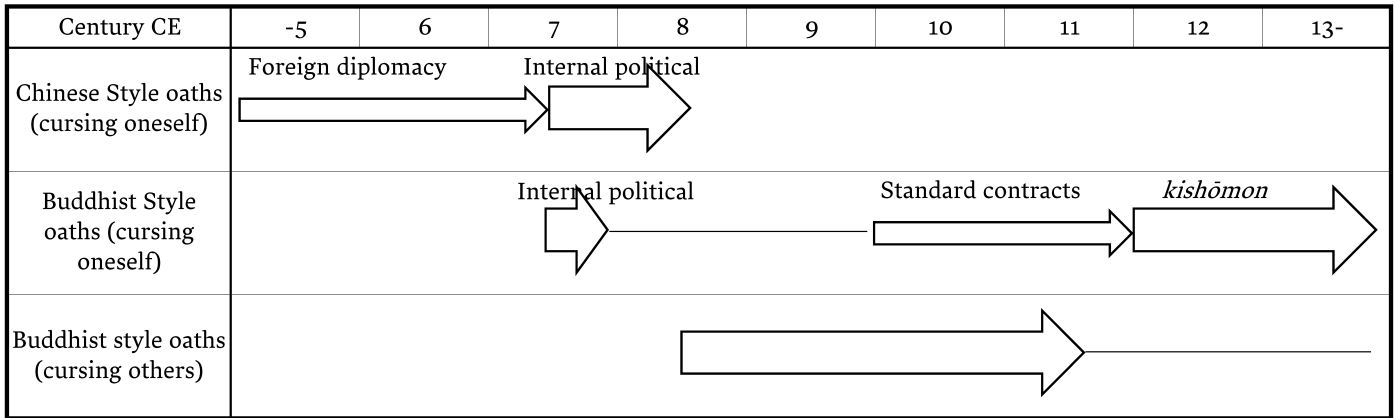 Century CE -5 6 7 8 9 10 11 12 13-
Foreign diplomacy Internal political
Chinese Style oaths
(cursing oneself)
Internal political Standard contracts kishōmon
Buddhist Style
oaths (cursing
oneself)
Buddhist style oaths
(cursing others)